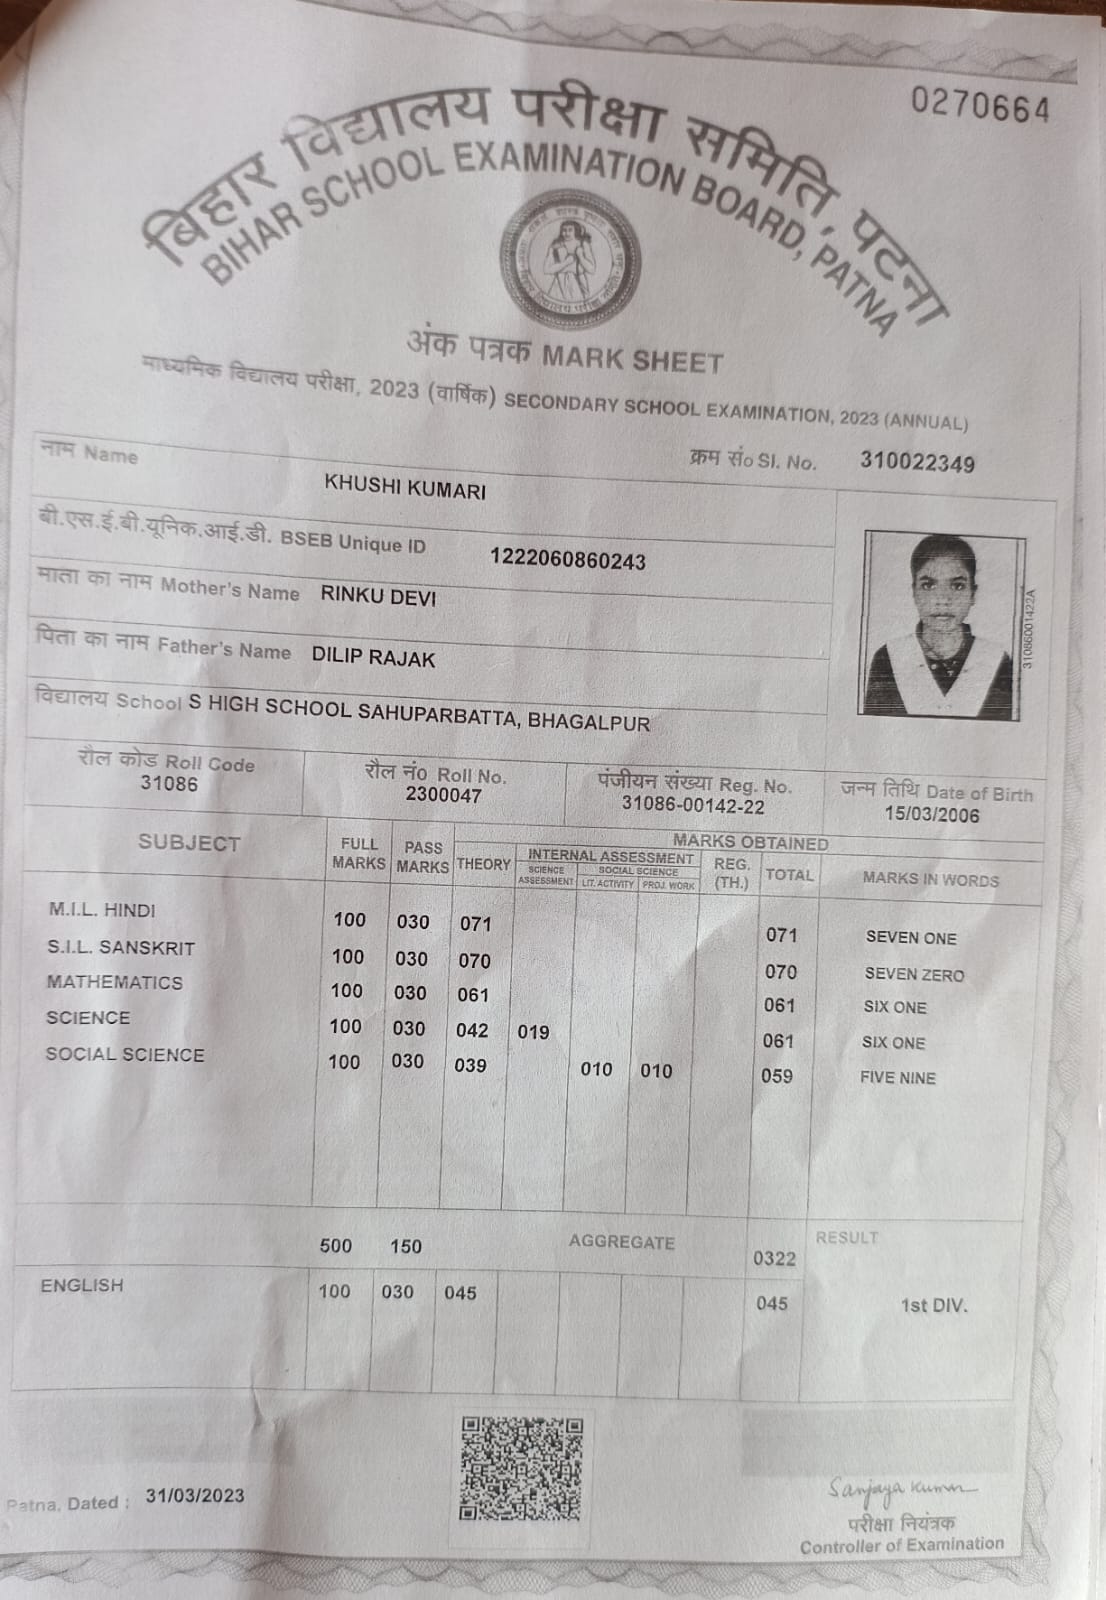 0270664
बिहार विद्यालय परीक्षा समिति, पटना
BIHAR SCHOOL EXAMINATION BOARD, PATNA
अंक पत्रक MARK SHEET
माध्यमिक विद्यालय परीक्षा, 2023 (वार्षिक) SECONDARY SCHOOL EXAMINATION, 2023 (ANNUAL)
क्रम सं० Sl. No. 310022349
नाम Name KHUSHI KUMARI
बी.एस.ई.बी.यूनिक.आई.डी. BSEB Unique ID 1222060860243
माता का नाम Mother's Name RINKU DEVI
पिता का नाम Father's Name DILIP RAJAK
विद्यालय School S HIGH SCHOOL SAHUPARBATTA, BHAGALPUR
31086001422A
रौल कोड Roll Code रौल नं० Roll No. पंजीयन संख्या Reg. No. जन्म तिथि Date of Birth
31086 2300047 31086-00142-22 15/03/2006
SUBJECT FULL MARKS PASS MARKS THEORY MARKS OBTAINED
INTERNAL ASSESSMENT REG. (TH.) TOTAL MARKS IN WORDS
SCIENCE ASSESSMENT SOCIAL SCIENCE
LIT. ACTIVITY PROJ. WORK
M.I.L. HINDI 100 030 071 071 SEVEN ONE
S.I.L. SANSKRIT 100 030 070 070 SEVEN ZERO
MATHEMATICS 100 030 061 061 SIX ONE
SCIENCE 100 030 042 019 061 SIX ONE
SOCIAL SCIENCE 100 030 039 010 010 059 FIVE NINE
500 150 AGGREGATE 0322 RESULT
ENGLISH 100 030 045 045 1st DIV.
Patna, Dated : 31/03/2023
Sanjaya Kumar
परीक्षा नियंत्रक
Controller of Examination